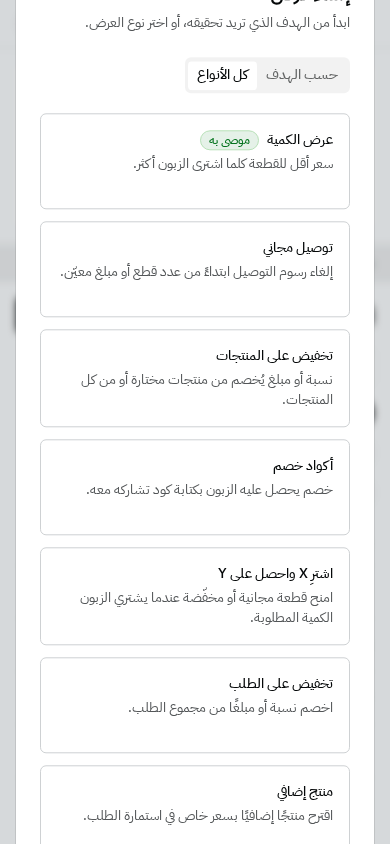 ابدأ من الهدف الذي تريد تحقيقه، أو اختر نوع العرض.
حسب الهدف
كل الأنواع
عرض الكمية
موصى به
سعر أقل للقطعة كلما اشترى الزبون أكثر.
توصيل مجاني
إلغاء رسوم التوصيل ابتداءً من عدد قطع أو مبلغ معيّن.
تخفيض على المنتجات
نسبة أو مبلغ يُخصم من منتجات مختارة أو من كل
المنتجات.
أكواد خصم
خصم يحصل عليه الزبون بكتابة كود تشاركه معه.
اشترِ X واحصل على Y
امنح قطعة مجانية أو مخفّضة عندما يشتري الزبون
الكمية المطلوبة.
تخفيض على الطلب
اخصم نسبة أو مبلغًا من مجموع الطلب.
منتج إضافي
اقترح منتجًا إضافيًا بسعر خاص في استمارة الطلب.